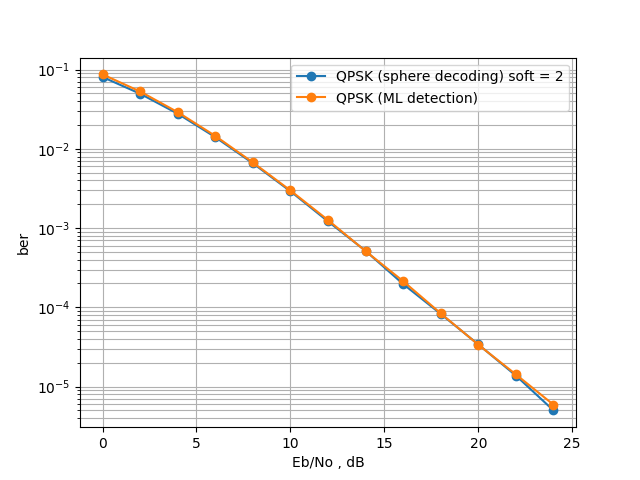 QPSK (sphere decoding) soft = 2
QPSK (ML detection)
ber
10⁻¹
10⁻²
10⁻³
10⁻⁴
10⁻⁵
0 5 10 15 20 25
Eb/No , dB